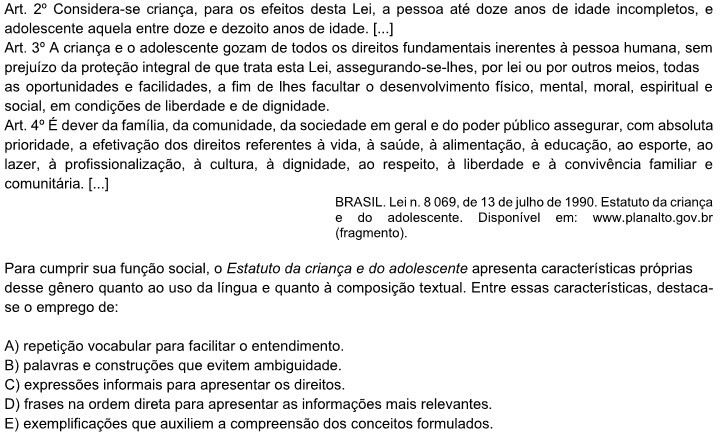 Art. 2º Considera-se criança, para os efeitos desta Lei, a pessoa até doze anos de idade incompletos, e
adolescente aquela entre doze e dezoito anos de idade. [...]
Art. 3º A criança e o adolescente gozam de todos os direitos fundamentais inerentes à pessoa humana, sem
prejuízo da proteção integral de que trata esta Lei, assegurando-se-lhes, por lei ou por outros meios, todas
as oportunidades e facilidades, a fim de lhes facultar o desenvolvimento físico, mental, moral, espiritual e
social, em condições de liberdade e de dignidade.
Art. 4º É dever da família, da comunidade, da sociedade em geral e do poder público assegurar, com absoluta
prioridade, a efetivação dos direitos referentes à vida, à saúde, à alimentação, à educação, ao esporte, ao
lazer, à profissionalização, à cultura, à dignidade, ao respeito, à liberdade e à convivência familiar e
comunitária. [...]
BRASIL. Lei n. 8 069, de 13 de julho de 1990. Estatuto da criança
e do adolescente. Disponível em: www.planalto.gov.br
(fragmento).
Para cumprir sua função social, o Estatuto da criança e do adolescente apresenta características próprias
desse gênero quanto ao uso da língua e quanto à composição textual. Entre essas características, destaca-
se o emprego de:
A) repetição vocabular para facilitar o entendimento.
B) palavras e construções que evitem ambiguidade.
C) expressões informais para apresentar os direitos.
D) frases na ordem direta para apresentar as informações mais relevantes.
E) exemplificações que auxiliem a compreensão dos conceitos formulados.